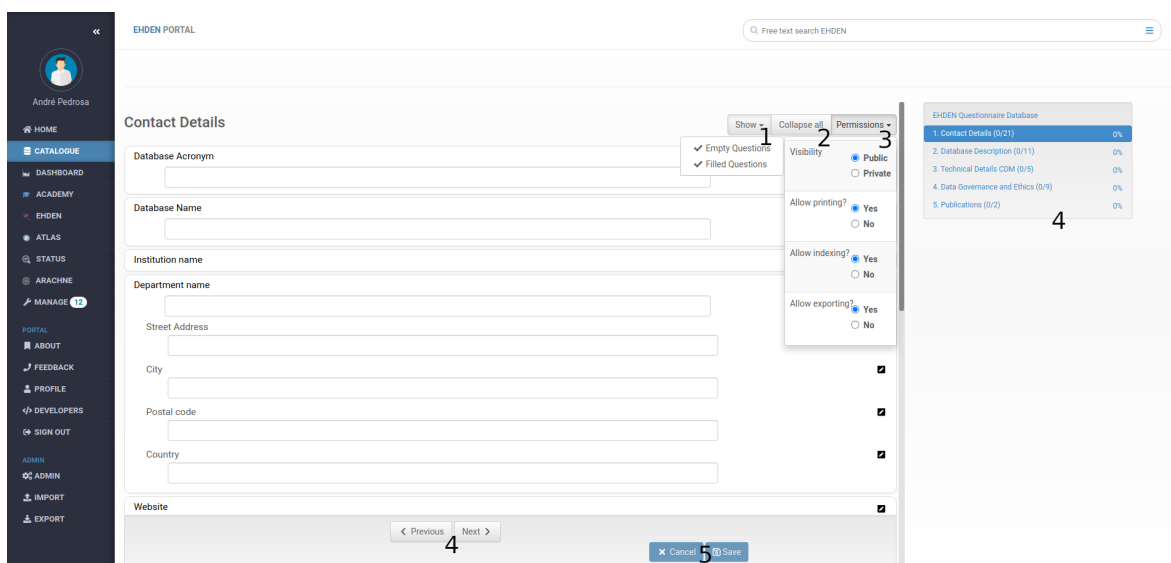 «
André Pedrosa
HOME
CATALOGUE
DASHBOARD
ACADEMY
EHDEN
ATLAS
STATUS
ARACHNE
MANAGE 12
PORTAL
ABOUT
FEEDBACK
PROFILE
</> DEVELOPERS
SIGN OUT
ADMIN
ADMIN
IMPORT
EXPORT
EHDEN PORTAL
Free text search EHDEN
Contact Details
Show
Collapse all
Permissions
1
2
3
Empty Questions
Filled Questions
Visibility
Public
Private
Allow printing?
Yes
No
Allow indexing?
Yes
No
Allow exporting?
Yes
No
Database Acronym
Database Name
Institution name
Department name
Street Address
City
Postal code
Country
Website
Previous
Next
4
Cancel
5
Save
EHDEN Questionnaire Database
1. Contact Details (0/21) 0%
2. Database Description (0/11) 0%
3. Technical Details CDM (0/5) 0%
4. Data Governance and Ethics (0/9) 0%
5. Publications (0/2) 0%
4